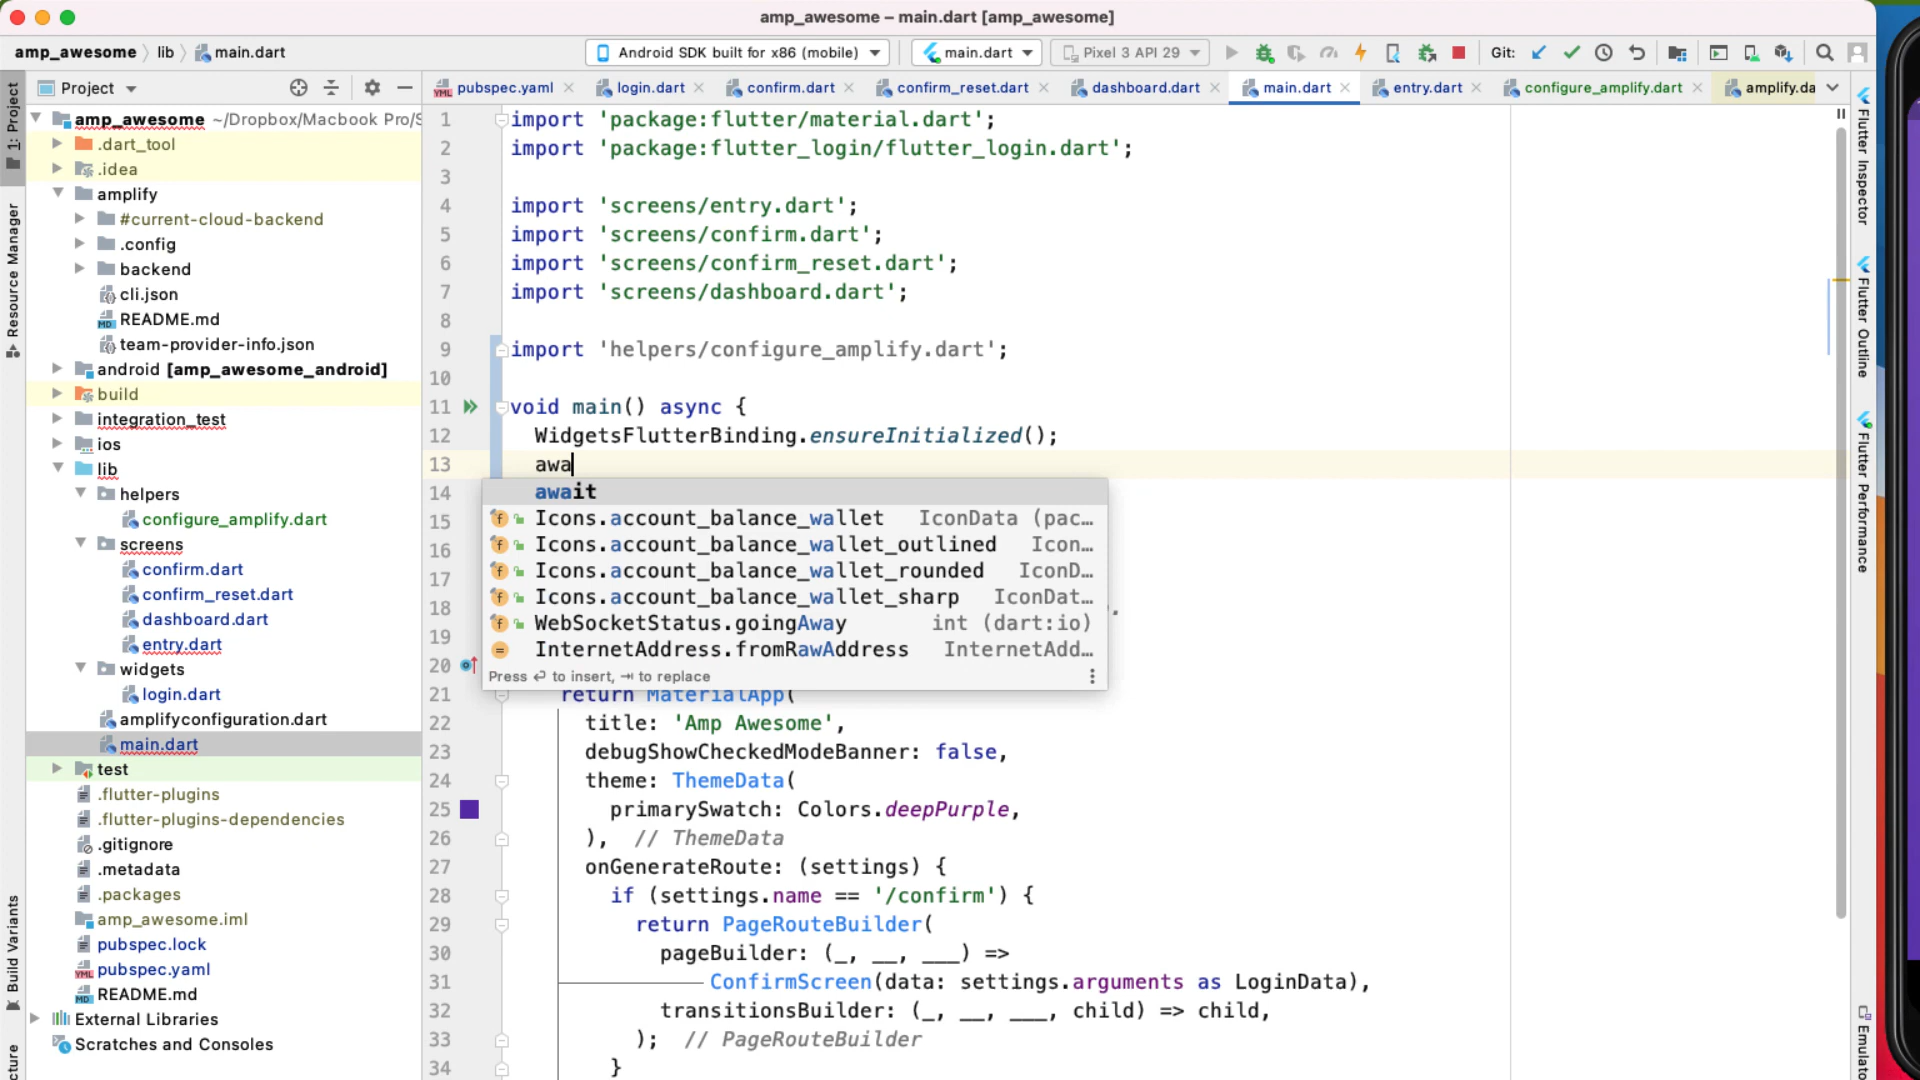 amp_awesome – main.dart [amp_awesome]
amp_awesome lib main.dart
Android SDK built for x86 (mobile) main.dart Pixel 3 API 29 Git:
Project
pubspec.yaml login.dart confirm.dart confirm_reset.dart dashboard.dart main.dart entry.dart configure_amplify.dart amplify.da
1: Project
Resource Manager
Build Variants
amp_awesome ~/Dropbox/Macbook Pro/S
.dart_tool
.idea
amplify
#current-cloud-backend
.config
backend
cli.json
README.md
team-provider-info.json
android [amp_awesome_android]
build
integration_test
ios
lib
helpers
configure_amplify.dart
screens
confirm.dart
confirm_reset.dart
dashboard.dart
entry.dart
widgets
login.dart
amplifyconfiguration.dart
main.dart
test
.flutter-plugins
.flutter-plugins-dependencies
.gitignore
.metadata
.packages
amp_awesome.iml
pubspec.lock
pubspec.yaml
README.md
External Libraries
Scratches and Consoles
1 import 'package:flutter/material.dart';
2 import 'package:flutter_login/flutter_login.dart';
3
4 import 'screens/entry.dart';
5 import 'screens/confirm.dart';
6 import 'screens/confirm_reset.dart';
7 import 'screens/dashboard.dart';
8
9 import 'helpers/configure_amplify.dart';
10
11 void main() async {
12 WidgetsFlutterBinding.ensureInitialized();
13 awa
14
15
16
17
18
19
20
await
Icons.account_balance_wallet IconData (pac…
Icons.account_balance_wallet_outlined Icon…
Icons.account_balance_wallet_rounded IconD…
Icons.account_balance_wallet_sharp IconDat…
WebSocketStatus.goingAway int (dart:io)
InternetAddress.fromRawAddress InternetAdd…
Press ↩ to insert, ⇥ to replace
21 return MaterialApp(
22 title: 'Amp Awesome',
23 debugShowCheckedModeBanner: false,
24 theme: ThemeData(
25 primarySwatch: Colors.deepPurple,
26 ), // ThemeData
27 onGenerateRoute: (settings) {
28 if (settings.name == '/confirm') {
29 return PageRouteBuilder(
30 pageBuilder: (_, __, ___) =>
31 ConfirmScreen(data: settings.arguments as LoginData),
32 transitionsBuilder: (_, __, ___, child) => child,
33 ); // PageRouteBuilder
34 }
Flutter Inspector
Flutter Outline
Flutter Performance